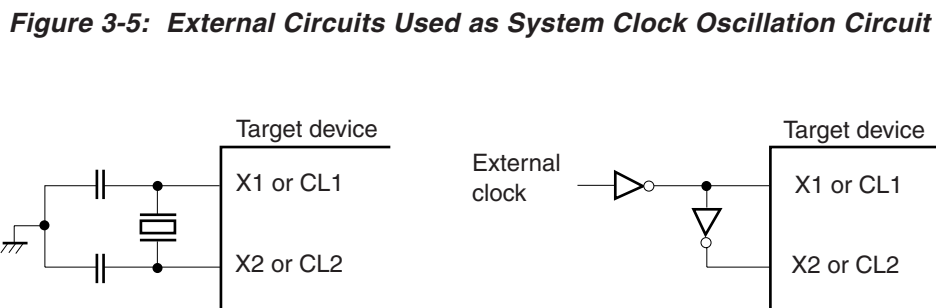 Figure 3-5: External Circuits Used as System Clock Oscillation Circuit
Target device
X1 or CL1
X2 or CL2
External
clock
Target device
X1 or CL1
X2 or CL2